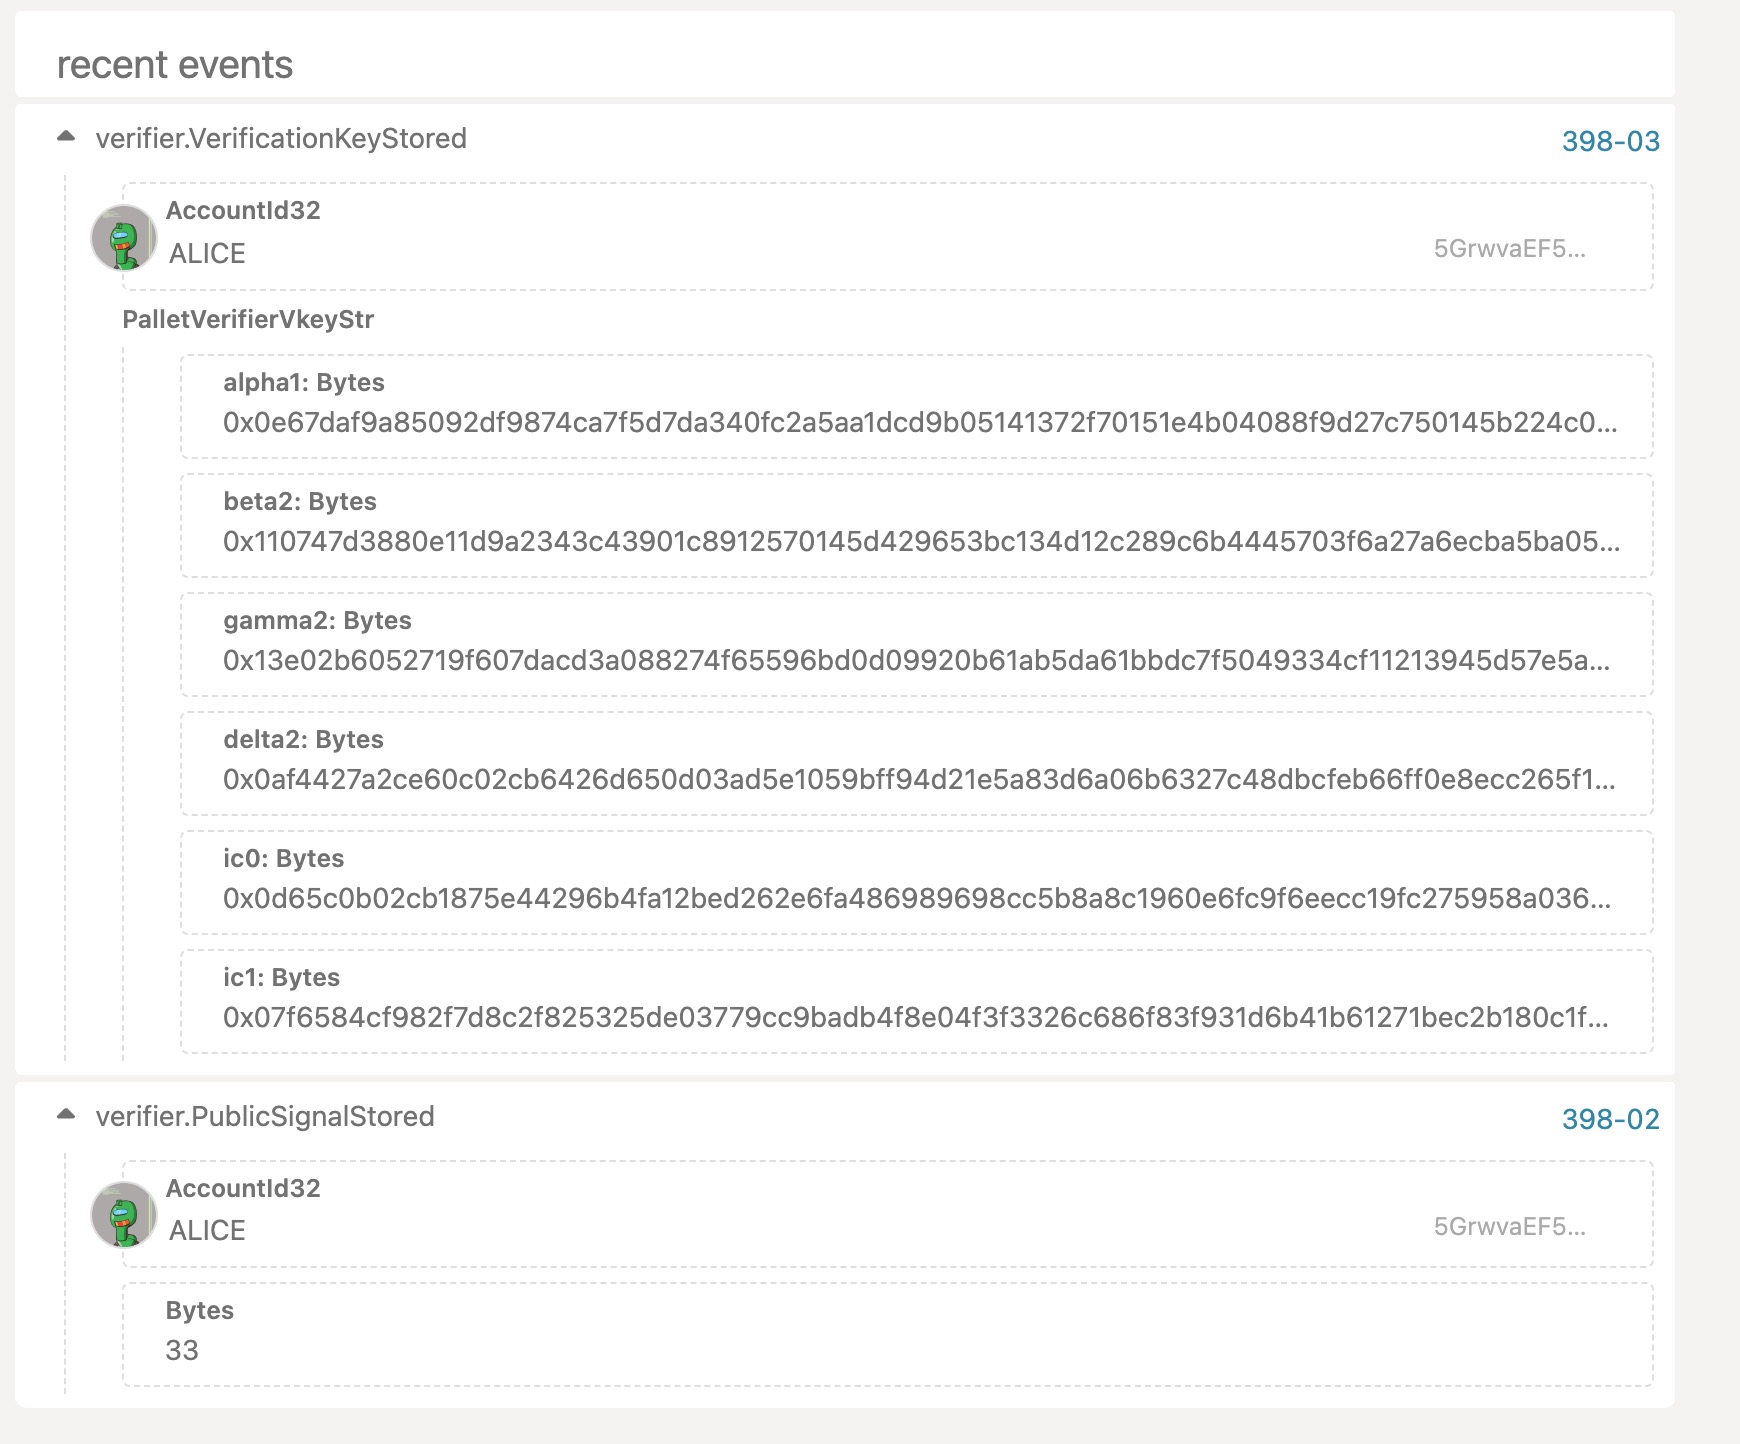 recent events
verifier.VerificationKeyStored
398-03
AccountId32
ALICE
5GrwvaEF5...
PalletVerifierVkeyStr
alpha1: Bytes
0x0e67daf9a85092df9874ca7f5d7da340fc2a5aa1dcd9b05141372f70151e4b04088f9d27c750145b224c0...
beta2: Bytes
0x110747d3880e11d9a2343c43901c8912570145d429653bc134d12c289c6b4445703f6a27a6ecba5ba05...
gamma2: Bytes
0x13e02b6052719f607dacd3a088274f65596bd0d09920b61ab5da61bbdc7f5049334cf11213945d57e5a...
delta2: Bytes
0x0af4427a2ce60c02cb6426d650d03ad5e1059bff94d21e5a83d6a06b6327c48dbcfeb66ff0e8ecc265f1...
ic0: Bytes
0x0d65c0b02cb1875e44296b4fa12bed262e6fa486989698cc5b8a8c1960e6fc9f6eecc19fc275958a036...
ic1: Bytes
0x07f6584cf982f7d8c2f825325de03779cc9badb4f8e04f3f3326c686f83f931d6b41b61271bec2b180c1f...
verifier.PublicSignalStored
398-02
AccountId32
ALICE
5GrwvaEF5...
Bytes
33